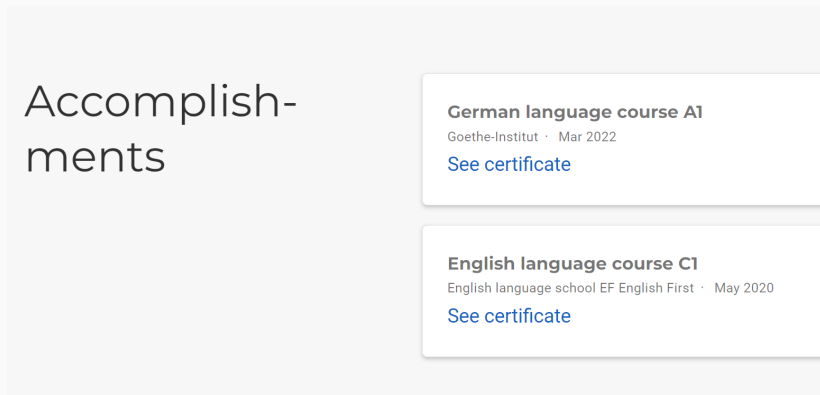 Accomplish-
ments
German language course A1
Goethe-Institut · Mar 2022
See certificate
English language course C1
English language school EF English First · May 2020
See certificate